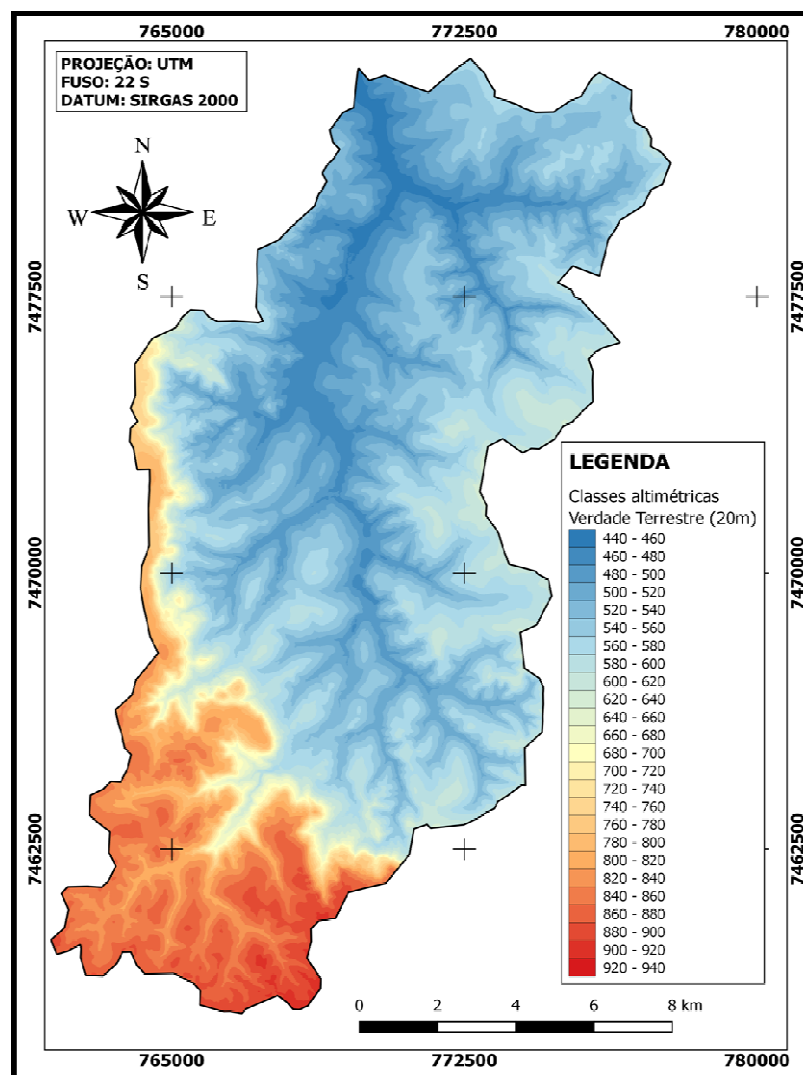 765000 772500 780000
PROJEÇÃO: UTM
FUSO: 22 S
DATUM: SIRGAS 2000
N
W E
S
7477500 7477500
LEGENDA
Classes altimétricas
Verdade Terrestre (20m)
440 - 460
460 - 480
480 - 500
500 - 520
520 - 540
540 - 560
560 - 580
580 - 600
600 - 620
620 - 640
640 - 660
660 - 680
680 - 700
700 - 720
720 - 740
740 - 760
760 - 780
780 - 800
800 - 820
820 - 840
840 - 860
860 - 880
880 - 900
900 - 920
920 - 940
7470000 7470000
7462500 7462500
0 2 4 6 8 km
765000 772500 780000